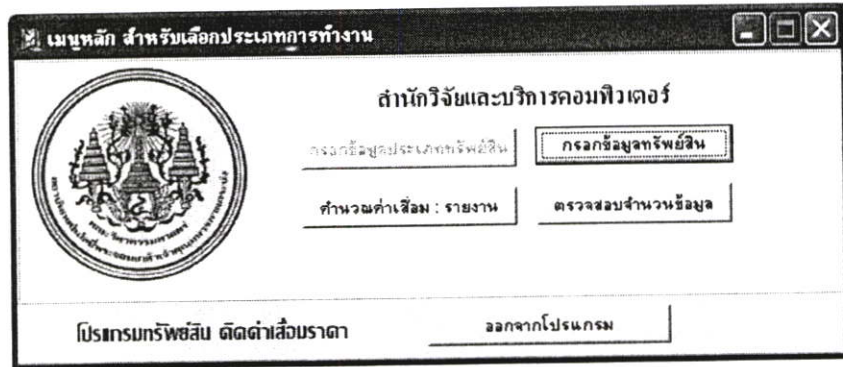 เมนูหลัก สำหรับเลือกประเภทการทำงาน
สำนักวิจัยและบริการคอมพิวเตอร์
กรอกข้อมูลประเภททรัพย์สิน
กรอกข้อมูลทรัพย์สิน
คำนวณค่าเสื่อม : รายงาน
ตรวจสอบจำนวนข้อมูล
โปรแกรมทรัพย์สิน คิดค่าเสื่อมราคา
ออกจากโปรแกรม